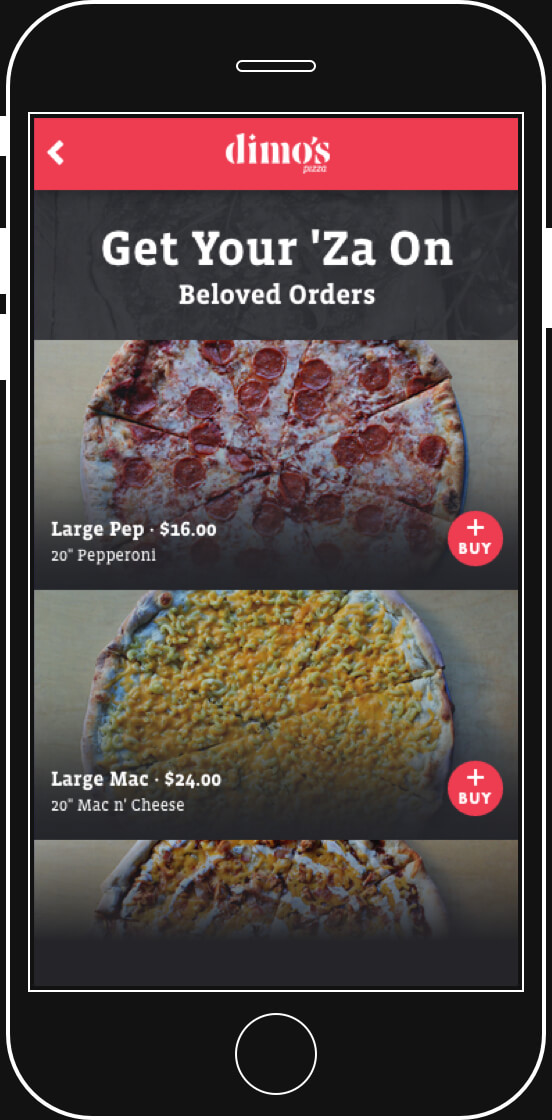 dimo's
pizza
Get Your 'Za On
Beloved Orders
Large Pep · $16.00
20" Pepperoni
+
BUY
Large Mac · $24.00
20" Mac n' Cheese
+
BUY